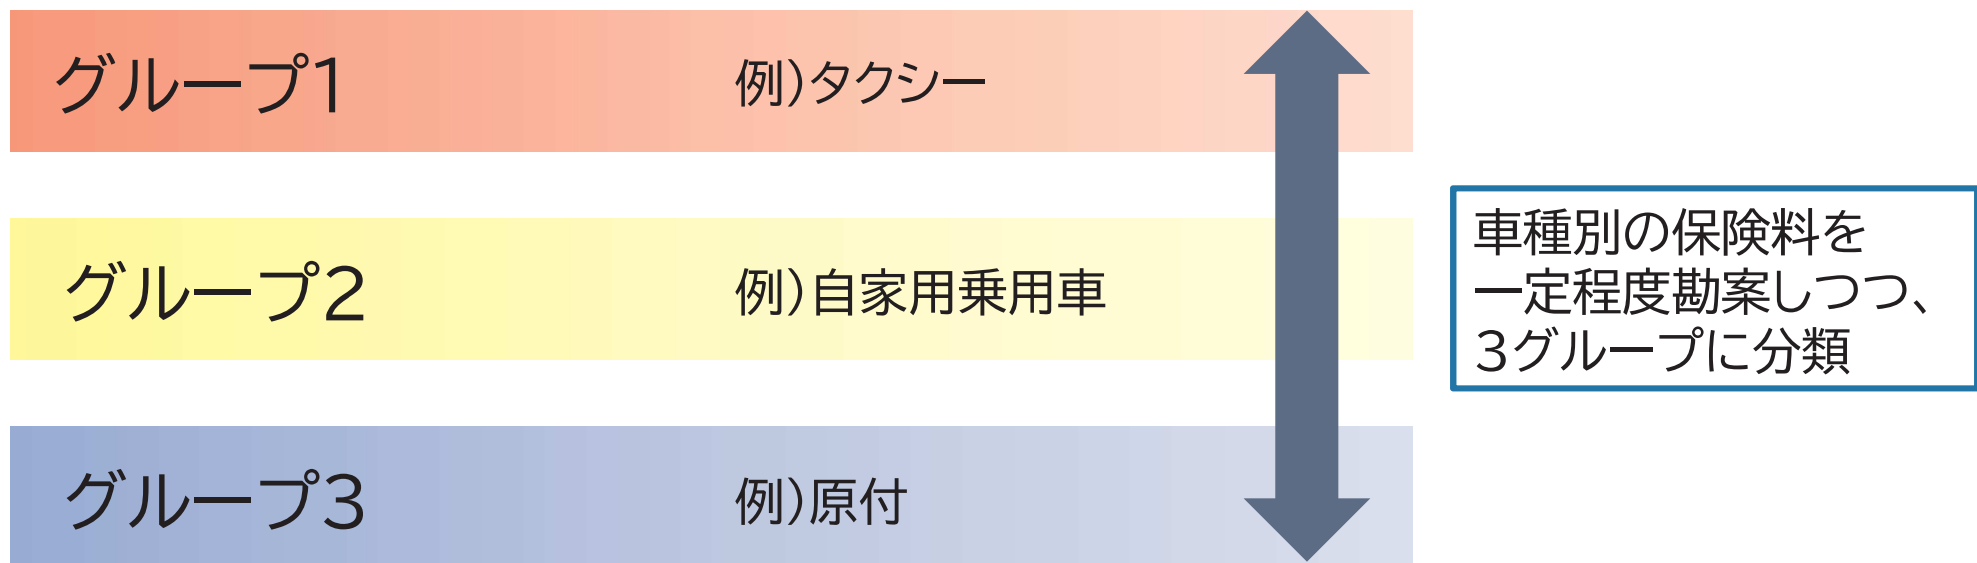 グループ1
例)タクシー
グループ2
例)自家用乗用車
グループ3
例)原付
車種別の保険料を
一定程度勘案しつつ、
3グループに分類